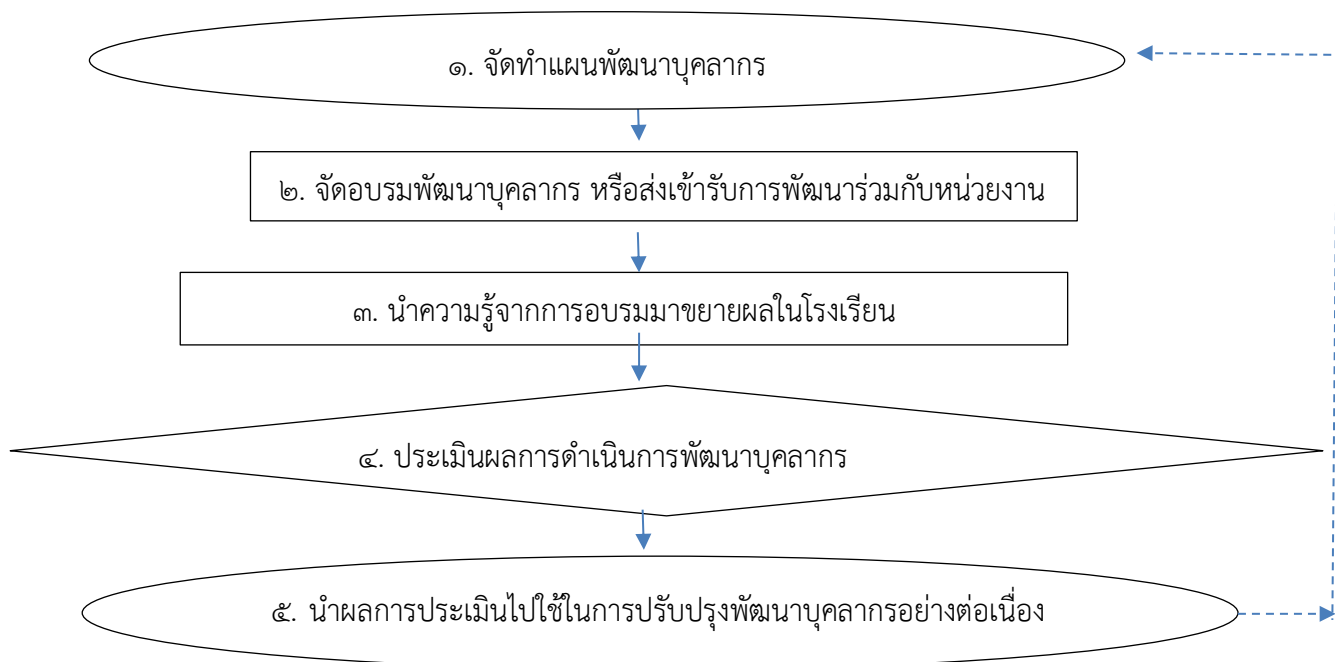 ๑. จัดทำแผนพัฒนาบุคลากร
๒. จัดอบรมพัฒนาบุคลากร หรือส่งเข้ารับการพัฒนาร่วมกับหน่วยงาน
๓. นำความรู้จากการอบรมมาขยายผลในโรงเรียน
๔. ประเมินผลการดำเนินการพัฒนาบุคลากร
๕. นำผลการประเมินไปใช้ในการปรับปรุงพัฒนาบุคลากรอย่างต่อเนื่อง